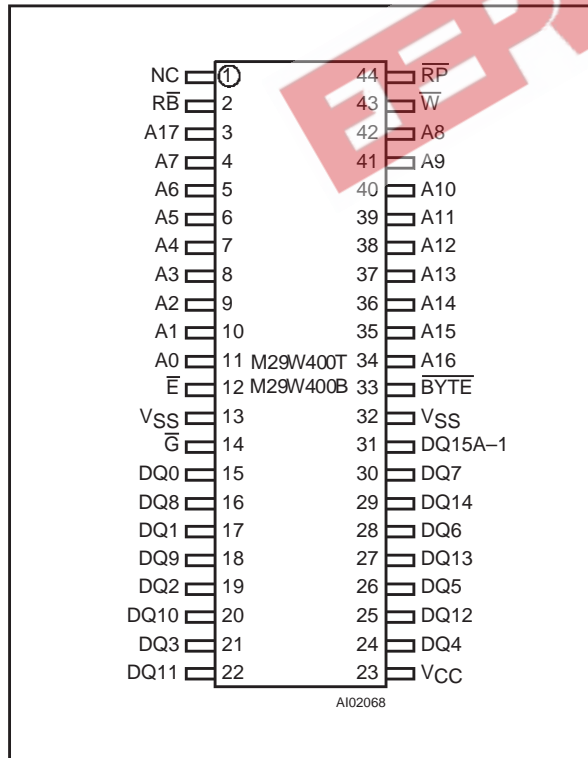 NC 1 44 R̅P̅
RB̅ 2 43 W̅
A17 3 42 A8
A7 4 41 A9
A6 5 40 A10
A5 6 39 A11
A4 7 38 A12
A3 8 37 A13
A2 9 36 A14
A1 10 35 A15
A0 11 M29W400T 34 A16
E̅ 12 M29W400B 33 B̅Y̅T̅E̅
VSS 13 32 VSS
G̅ 14 31 DQ15A–1
DQ0 15 30 DQ7
DQ8 16 29 DQ14
DQ1 17 28 DQ6
DQ9 18 27 DQ13
DQ2 19 26 DQ5
DQ10 20 25 DQ12
DQ3 21 24 DQ4
DQ11 22 23 VCC
AI02068